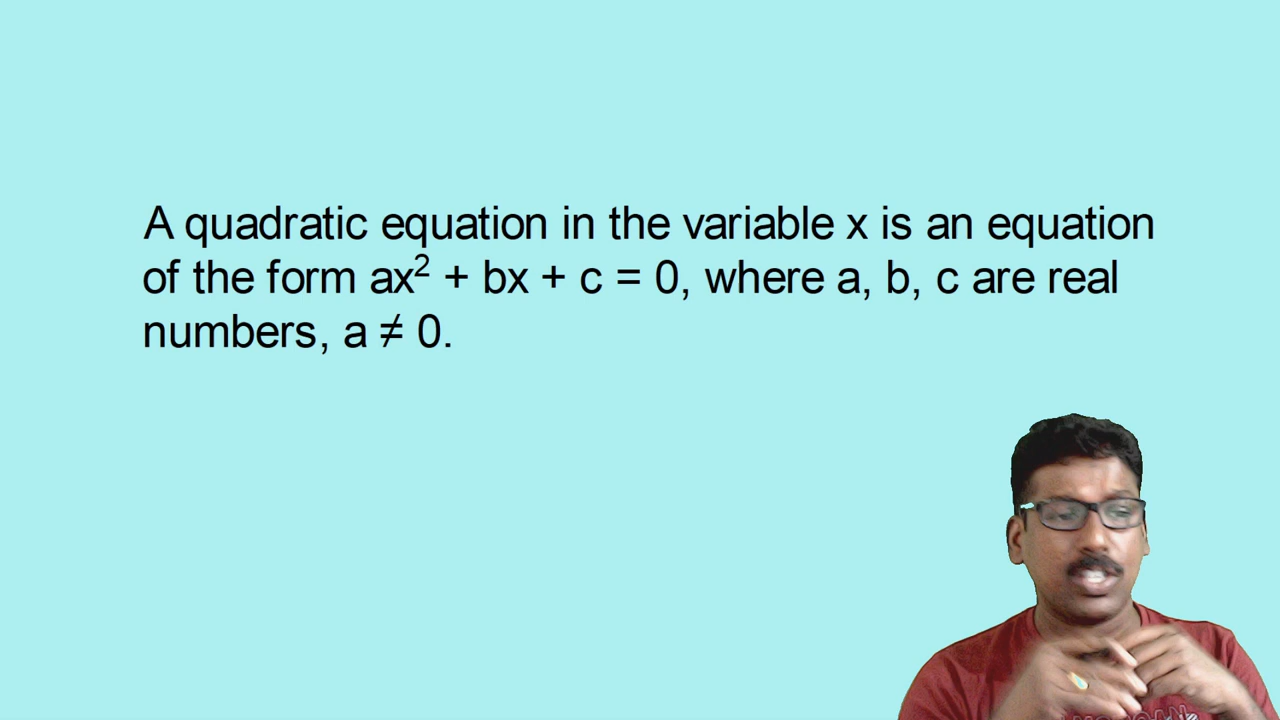 A quadratic equation in the variable x is an equation
of the form ax² + bx + c = 0, where a, b, c are real
numbers, a ≠ 0.